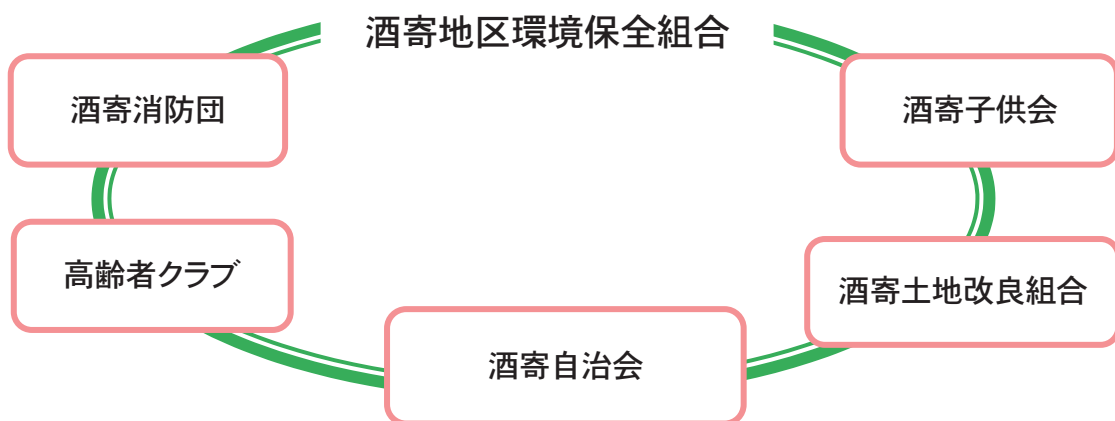 酒寄地区環境保全組合
酒寄消防団
酒寄子供会
高齢者クラブ
酒寄土地改良組合
酒寄自治会